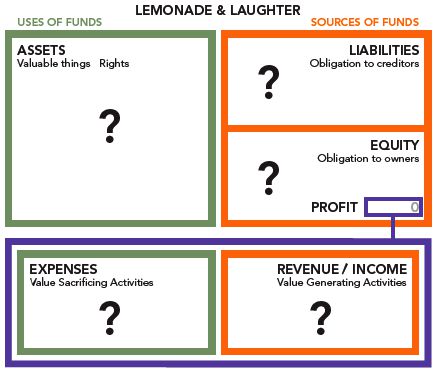 LEMONADE & LAUGHTER
USES OF FUNDS
SOURCES OF FUNDS
ASSETS
Valuable things Rights
?
LIABILITIES
Obligation to creditors
?
EQUITY
Obligation to owners
?
PROFIT 0
EXPENSES
Value Sacrificing Activities
?
REVENUE / INCOME
Value Generating Activities
?